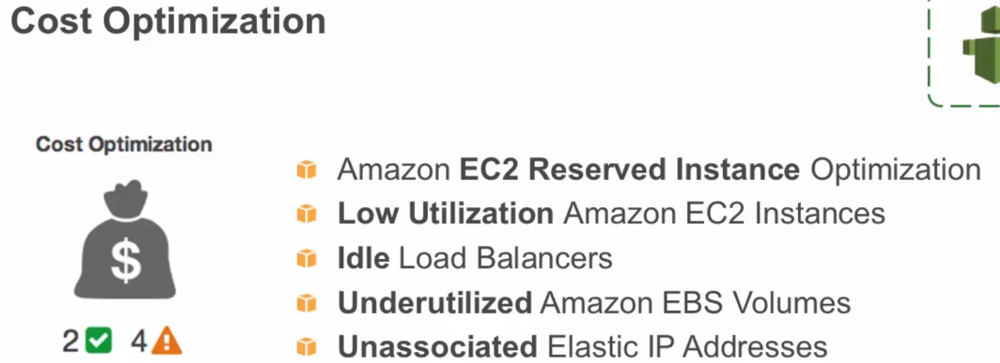 Cost Optimization
Cost Optimization
$
2 4
Amazon EC2 Reserved Instance Optimization
Low Utilization Amazon EC2 Instances
Idle Load Balancers
Underutilized Amazon EBS Volumes
Unassociated Elastic IP Addresses